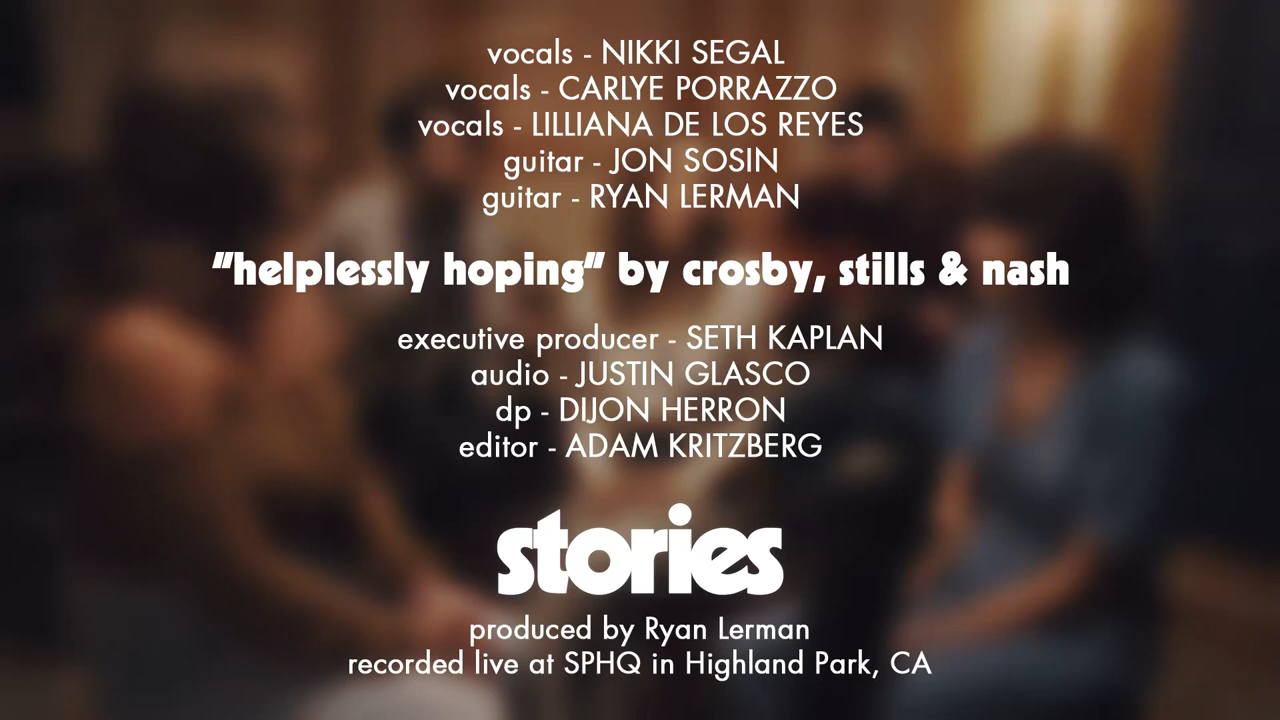 vocals - NIKKI SEGAL
vocals - CARLYE PORRAZZO
vocals - LILLIANA DE LOS REYES
guitar - JON SOSIN
guitar - RYAN LERMAN
"helplessly hoping" by crosby, stills & nash
executive producer - SETH KAPLAN
audio - JUSTIN GLASCO
dp - DIJON HERRON
editor - ADAM KRITZBERG
stories
produced by Ryan Lerman
recorded live at SPHQ in Highland Park, CA